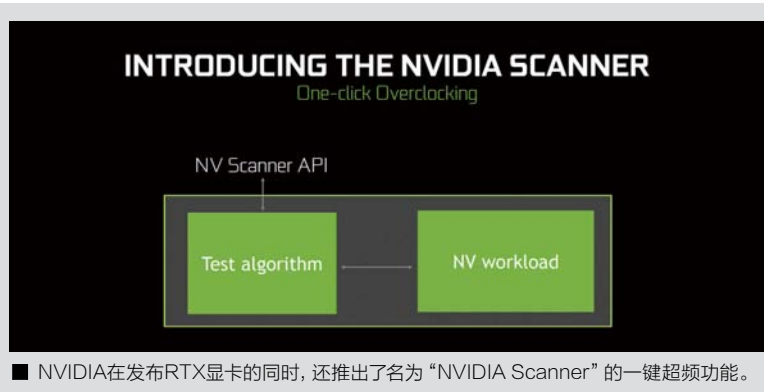 INTRODUCING THE NVIDIA SCANNER
One-click Overclocking
NV Scanner API
Test algorithm
NV workload
■ NVIDIA在发布RTX显卡的同时, 还推出了名为 “NVIDIA Scanner” 的一键超频功能。